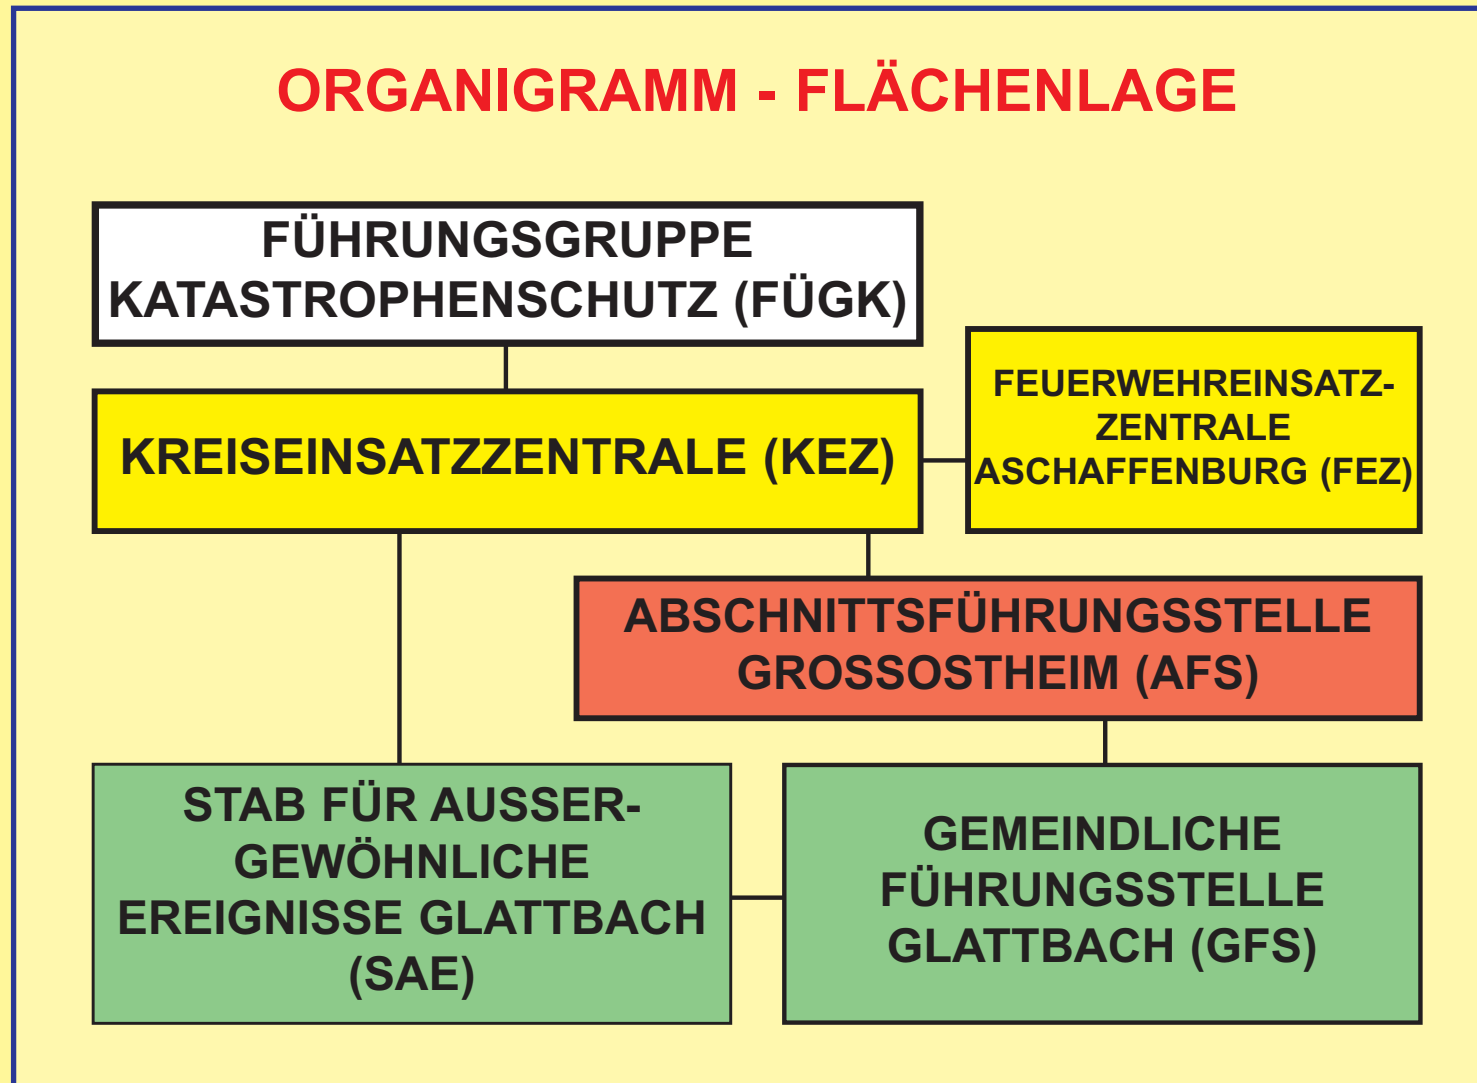 ORGANIGRAMM - FLÄCHENLAGE
FÜHRUNGSGRUPPE
KATASTROPHENSCHUTZ (FÜGK)
KREISEINSATZZENTRALE (KEZ)
FEUERWEHREINSATZ-
ZENTRALE
ASCHAFFENBURG (FEZ)
ABSCHNITTSFÜHRUNGSSTELLE
GROSSOSTHEIM (AFS)
STAB FÜR AUSSER-
GEWÖHNLICHE
EREIGNISSE GLATTBACH
(SAE)
GEMEINDLICHE
FÜHRUNGSSTELLE
GLATTBACH (GFS)